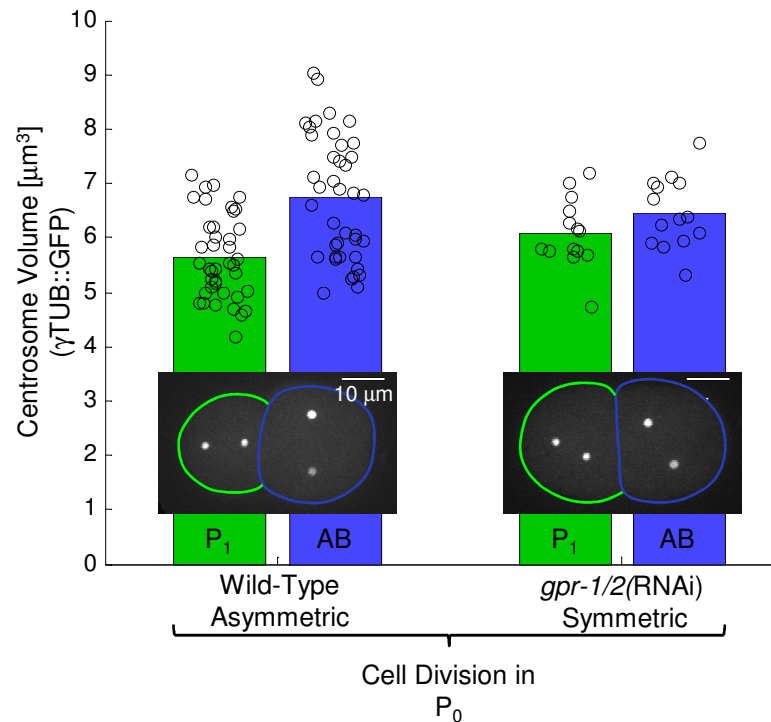 Centrosome Volume [μm³]
(γTUB::GFP)
10
9
8
7
6
5
4
3
2
1
0
10 μm
P₁
AB
P₁
AB
Wild-Type
Asymmetric
gpr-1/2(RNAi)
Symmetric
Cell Division in
P₀